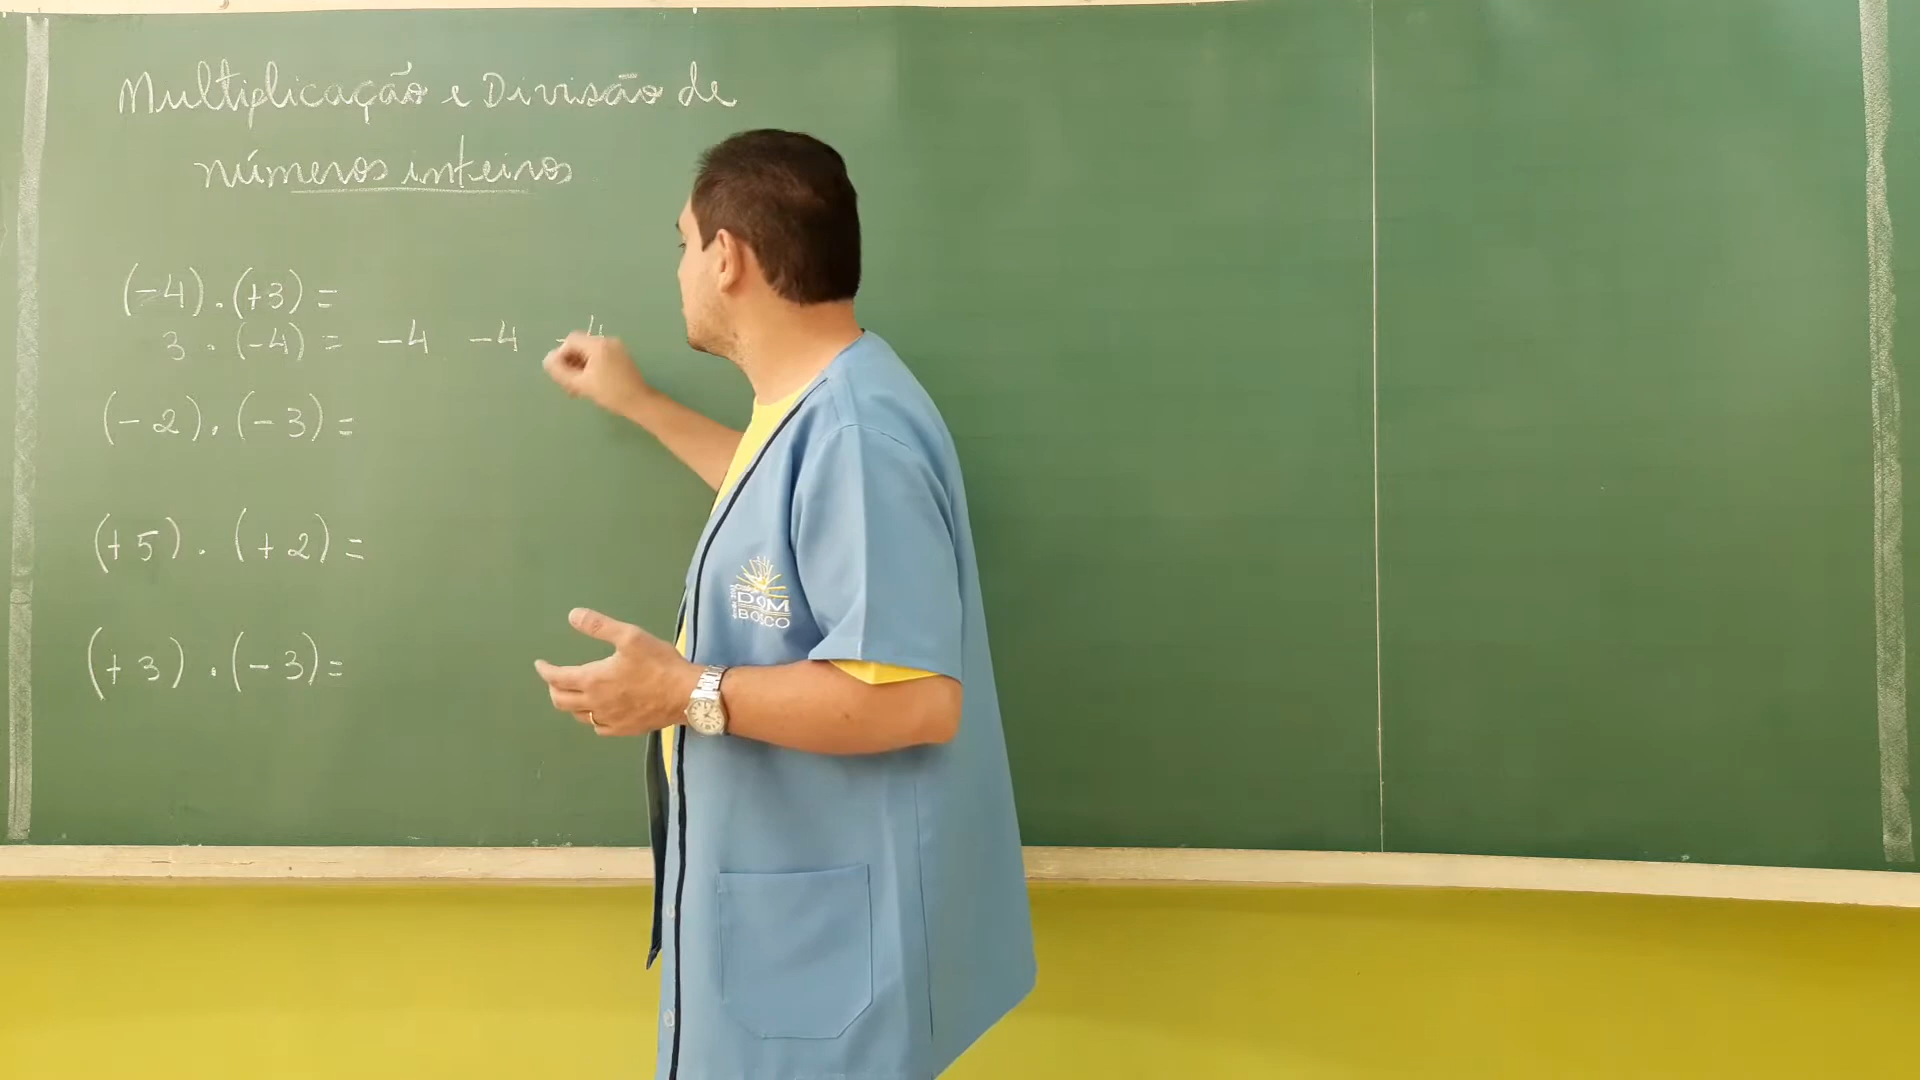 Multiplicação e Divisão de
números inteiros
(-4) . (+3) =
3 . (-4) = -4 -4 -4
(-2) . (-3) =
(+5) . (+2) =
(+3) . (-3) =
DOM
BOSCO